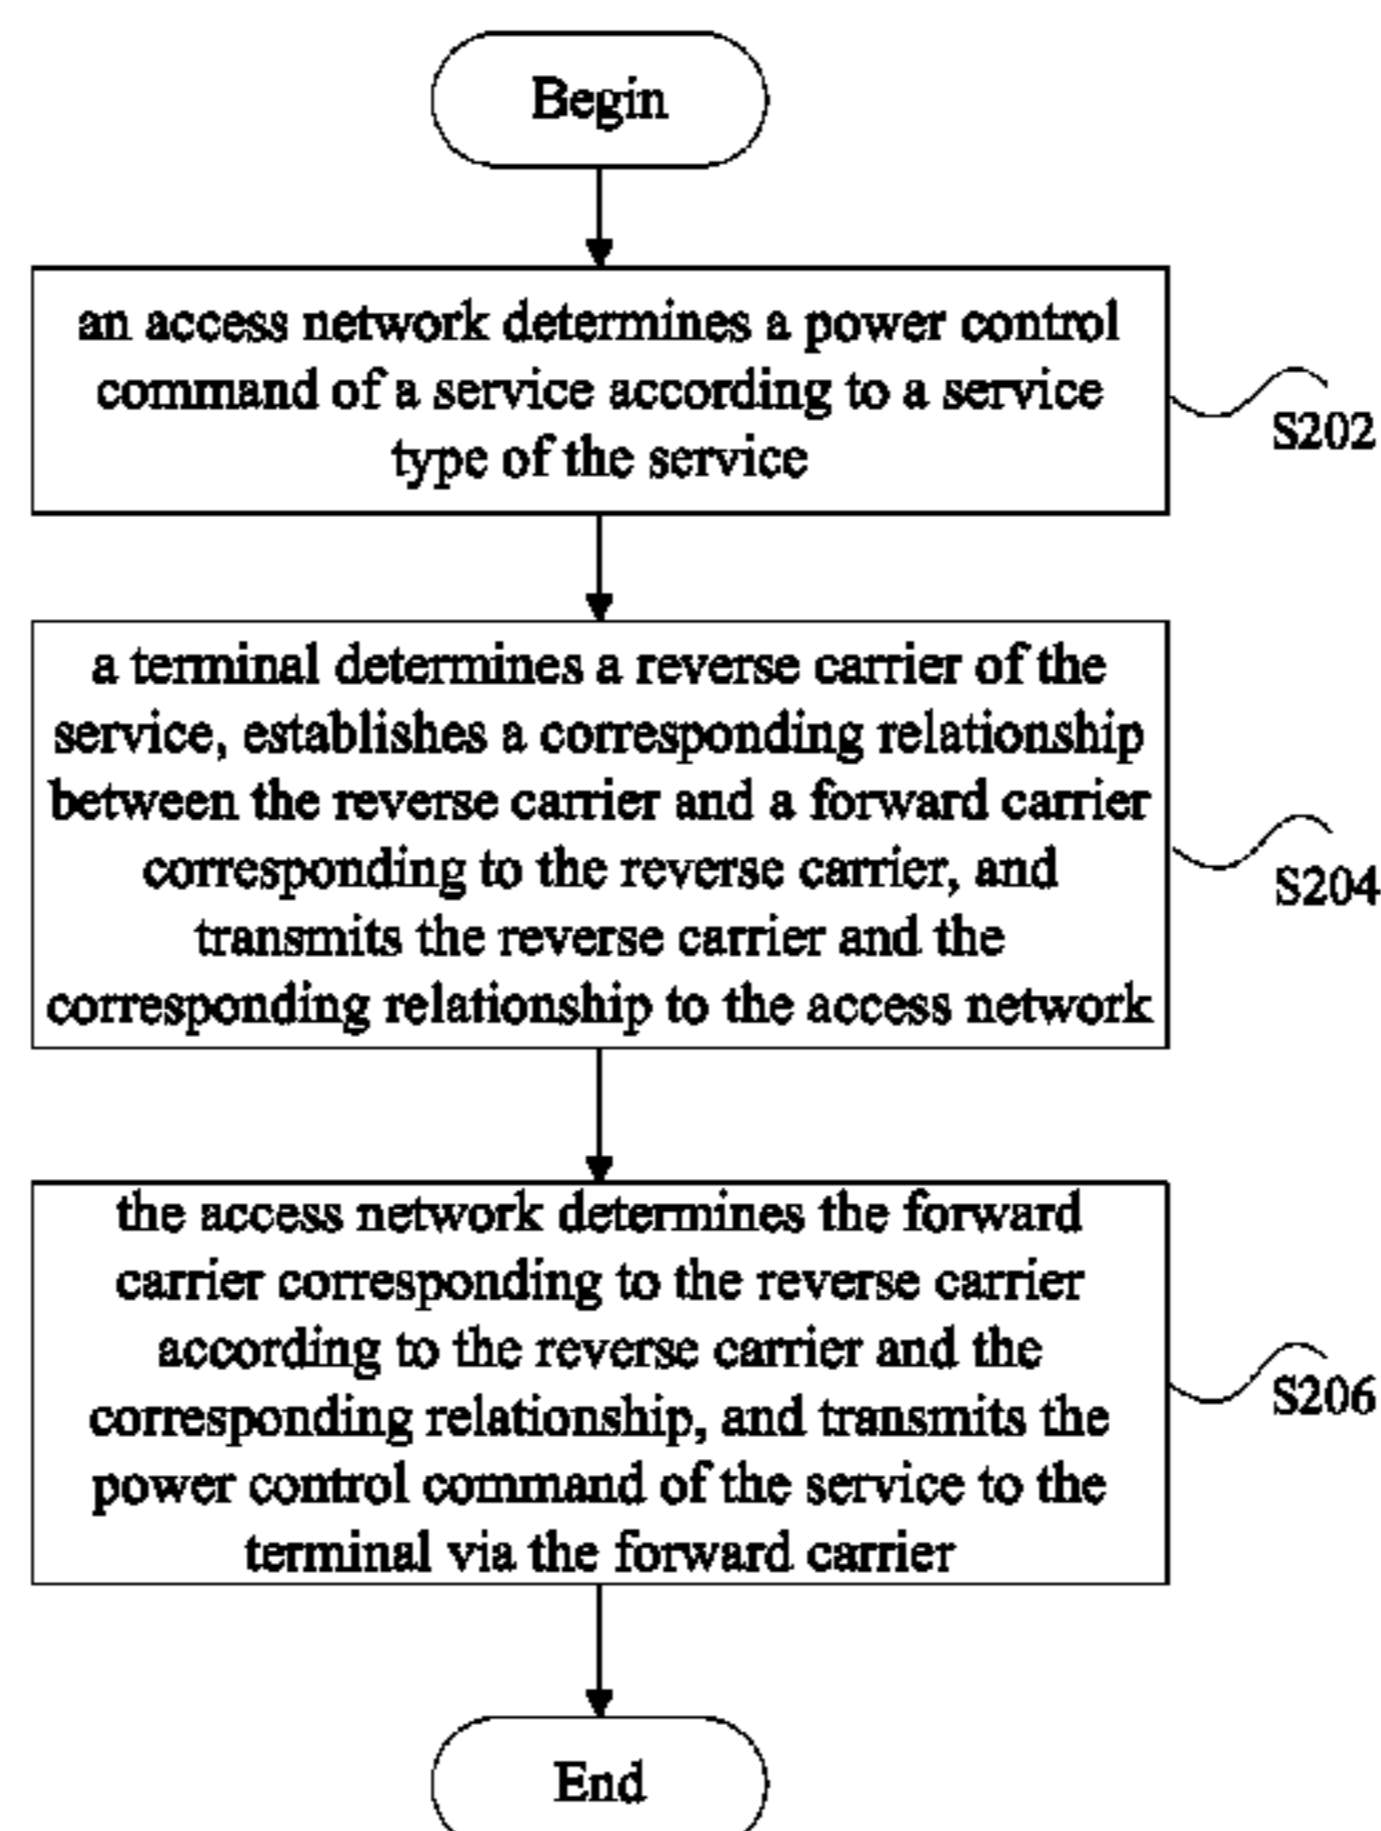 Begin
an access network determines a power control
command of a service according to a service
type of the service
S202
a terminal determines a reverse carrier of the
service, establishes a corresponding relationship
between the reverse carrier and a forward carrier
corresponding to the reverse carrier, and
transmits the reverse carrier and the
corresponding relationship to the access network
S204
the access network determines the forward
carrier corresponding to the reverse carrier
according to the reverse carrier and the
corresponding relationship, and transmits the
power control command of the service to the
terminal via the forward carrier
S206
End